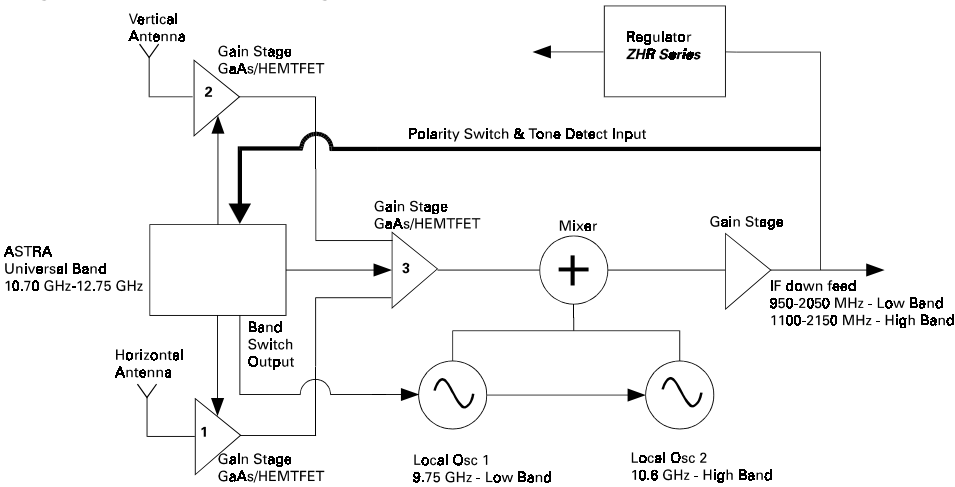 Vertical
Antenna
Gain Stage
GaAs/HEMTFET
2
Regulator
ZHR Series
Polarity Switch & Tone Detect Input
Gain Stage
GaAs/HEMTFET
3
Mixer
+
Gain Stage
ASTRA
Universal Band
10.70 GHz-12.75 GHz
IF down feed
950-2050 MHz - Low Band
1100-2150 MHz - High Band
Band
Switch
Output
Horizontal
Antenna
1
Gain Stage
GaAs/HEMTFET
Local Osc 1
9.75 GHz - Low Band
Local Osc 2
10.6 GHz - High Band